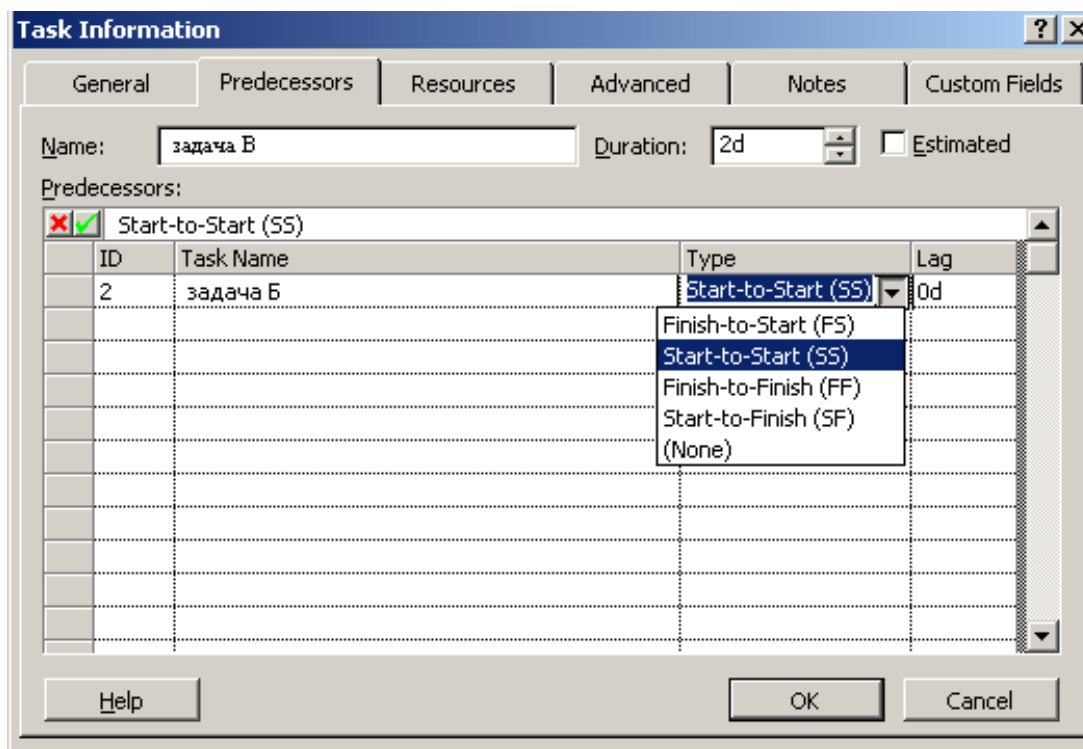 Task Information
General Predecessors Resources Advanced Notes Custom Fields
Name: задача В Duration: 2d Estimated
Predecessors:
Start-to-Start (SS)
ID Task Name Type Lag
2 задача Б Start-to-Start (SS) 0d
Finish-to-Start (FS)
Start-to-Start (SS)
Finish-to-Finish (FF)
Start-to-Finish (SF)
(None)
Help OK Cancel